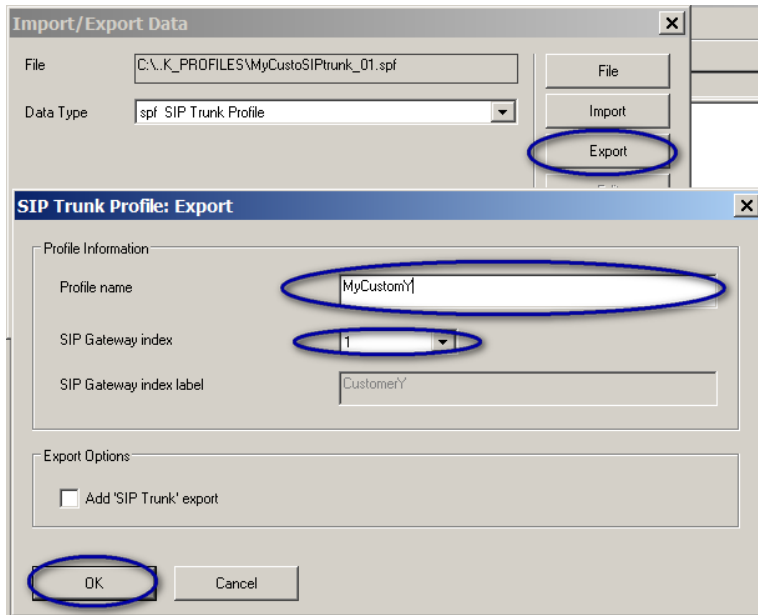 Import/Export Data
File C:\..K_PROFILES\MyCustoSIPtrunk_01.spf File
Data Type spf SIP Trunk Profile Import
Export
SIP Trunk Profile: Export
Profile Information
Profile name MyCustomY
SIP Gateway index 1
SIP Gateway index label CustomerY
Export Options
Add 'SIP Trunk' export
OK Cancel